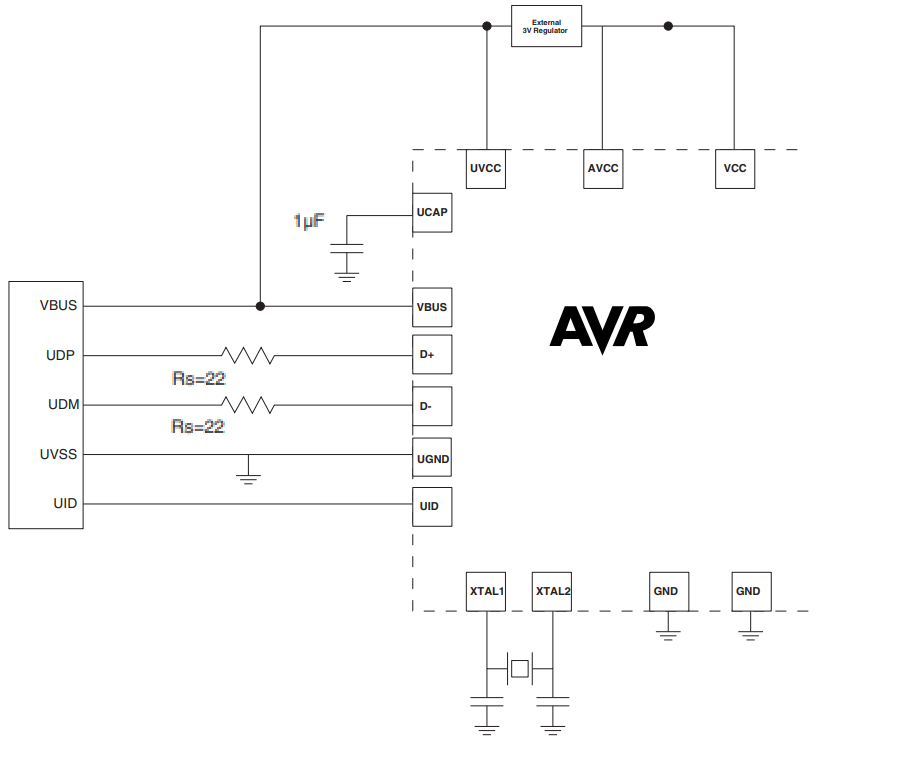 External
3V Regulator
UVCC
AVCC
VCC
UCAP
1µF
VBUS
VBUS
AVR
UDP
D+
Rs=22
UDM
D-
Rs=22
UVSS
UGND
UID
UID
XTAL1
XTAL2
GND
GND